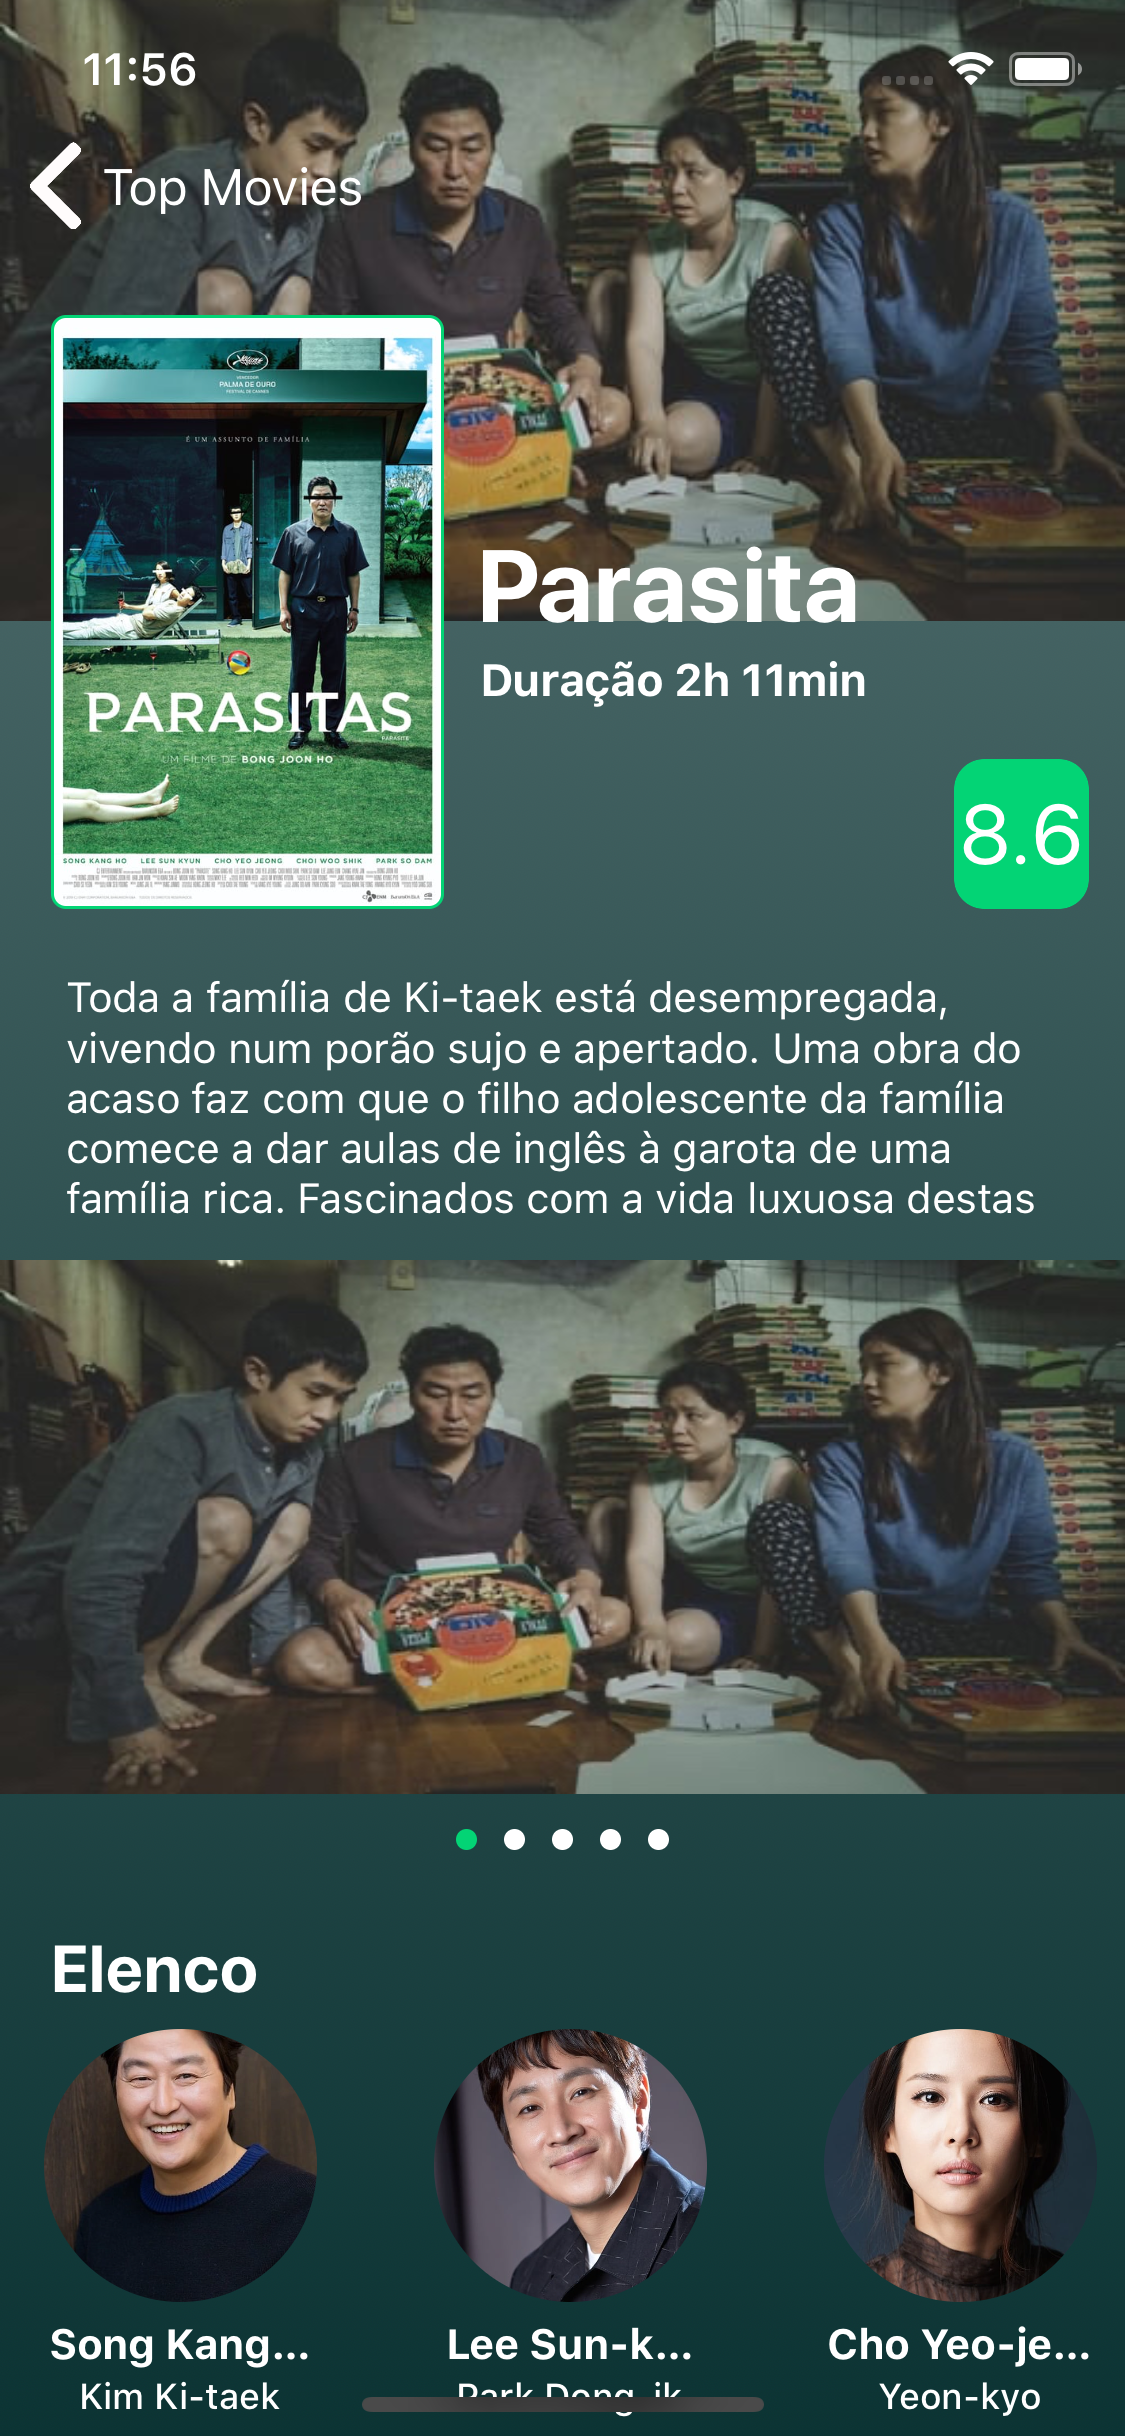 11:56
Top Movies
VENCEDOR
PALMA DE OURO
FESTIVAL DE CANNES
É UM ASSUNTO DE FAMÍLIA
PARASITAS
PARASITE
UM FILME DE BONG JOON HO
SONG KANG HO LEE SUN KYUN CHO YEO JEONG CHOI WOO SHIK PARK SO DAM
Parasita
Duração 2h 11min
8.6
Toda a família de Ki-taek está desempregada,
vivendo num porão sujo e apertado. Uma obra do
acaso faz com que o filho adolescente da família
comece a dar aulas de inglês à garota de uma
família rica. Fascinados com a vida luxuosa destas
Elenco
Song Kang...
Lee Sun-k...
Cho Yeo-je...
Kim Ki-taek
Park Dong-ik
Yeon-kyo